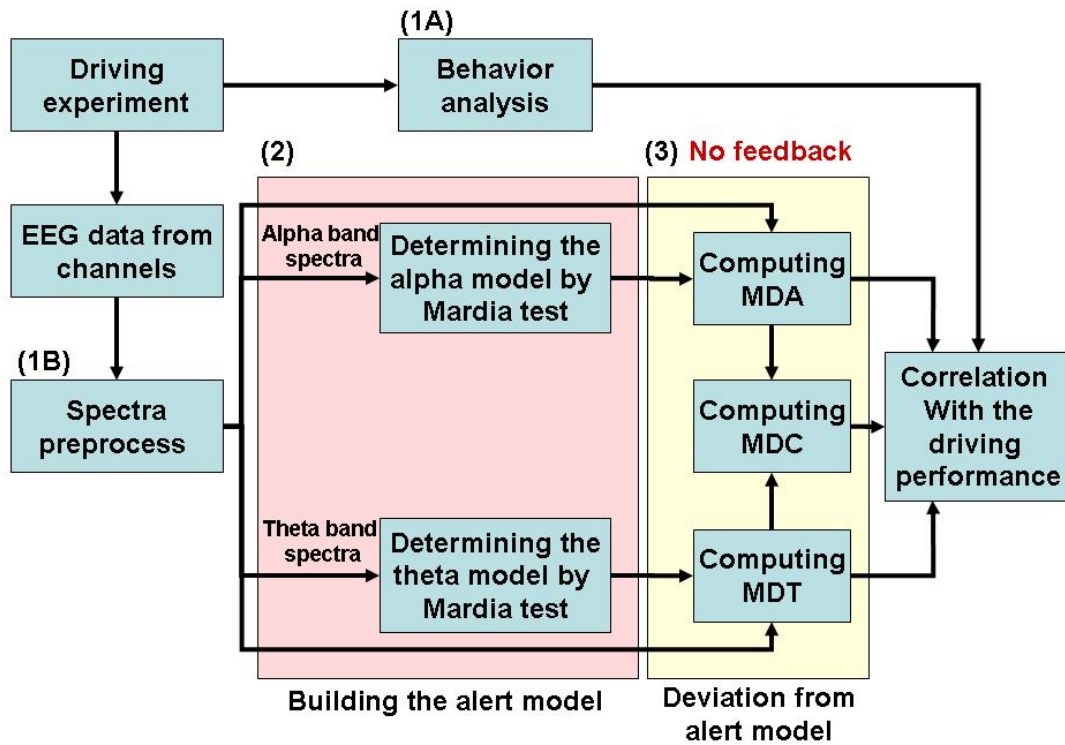 (1A)
Driving
experiment
Behavior
analysis
(2)
(3) No feedback
EEG data from
channels
Alpha band
spectra
Determining the
alpha model by
Mardia test
Computing
MDA
(1B)
Spectra
preprocess
Computing
MDC
Correlation
With the
driving
performance
Theta band
spectra
Determining the
theta model by
Mardia test
Computing
MDT
Building the alert model
Deviation from
alert model